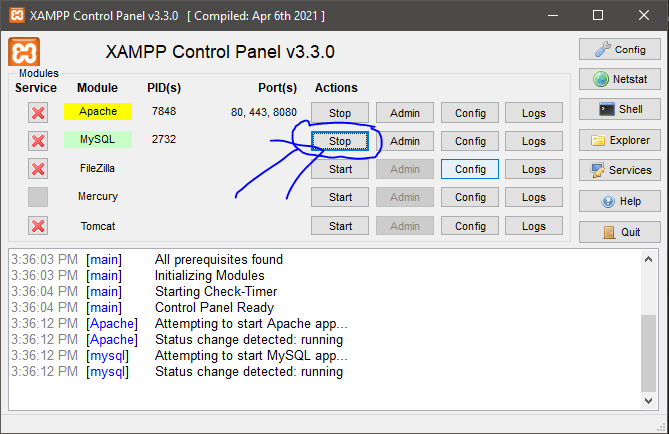 XAMPP Control Panel v3.3.0 [ Compiled: Apr 6th 2021 ]
XAMPP Control Panel v3.3.0
Config
Modules
Service Module PID(s) Port(s) Actions
Netstat
Apache 7848 80, 443, 8080 Stop Admin Config Logs
Shell
MySQL 2732 Stop Admin Config Logs
Explorer
FileZilla Start Admin Config Logs
Services
Mercury Start Admin Config Logs
Help
Tomcat Start Admin Config Logs
Quit
3:36:03 PM [main] All prerequisites found
3:36:03 PM [main] Initializing Modules
3:36:04 PM [main] Starting Check-Timer
3:36:04 PM [main] Control Panel Ready
3:36:12 PM [Apache] Attempting to start Apache app...
3:36:12 PM [Apache] Status change detected: running
3:36:12 PM [mysql] Attempting to start MySQL app...
3:36:12 PM [mysql] Status change detected: running